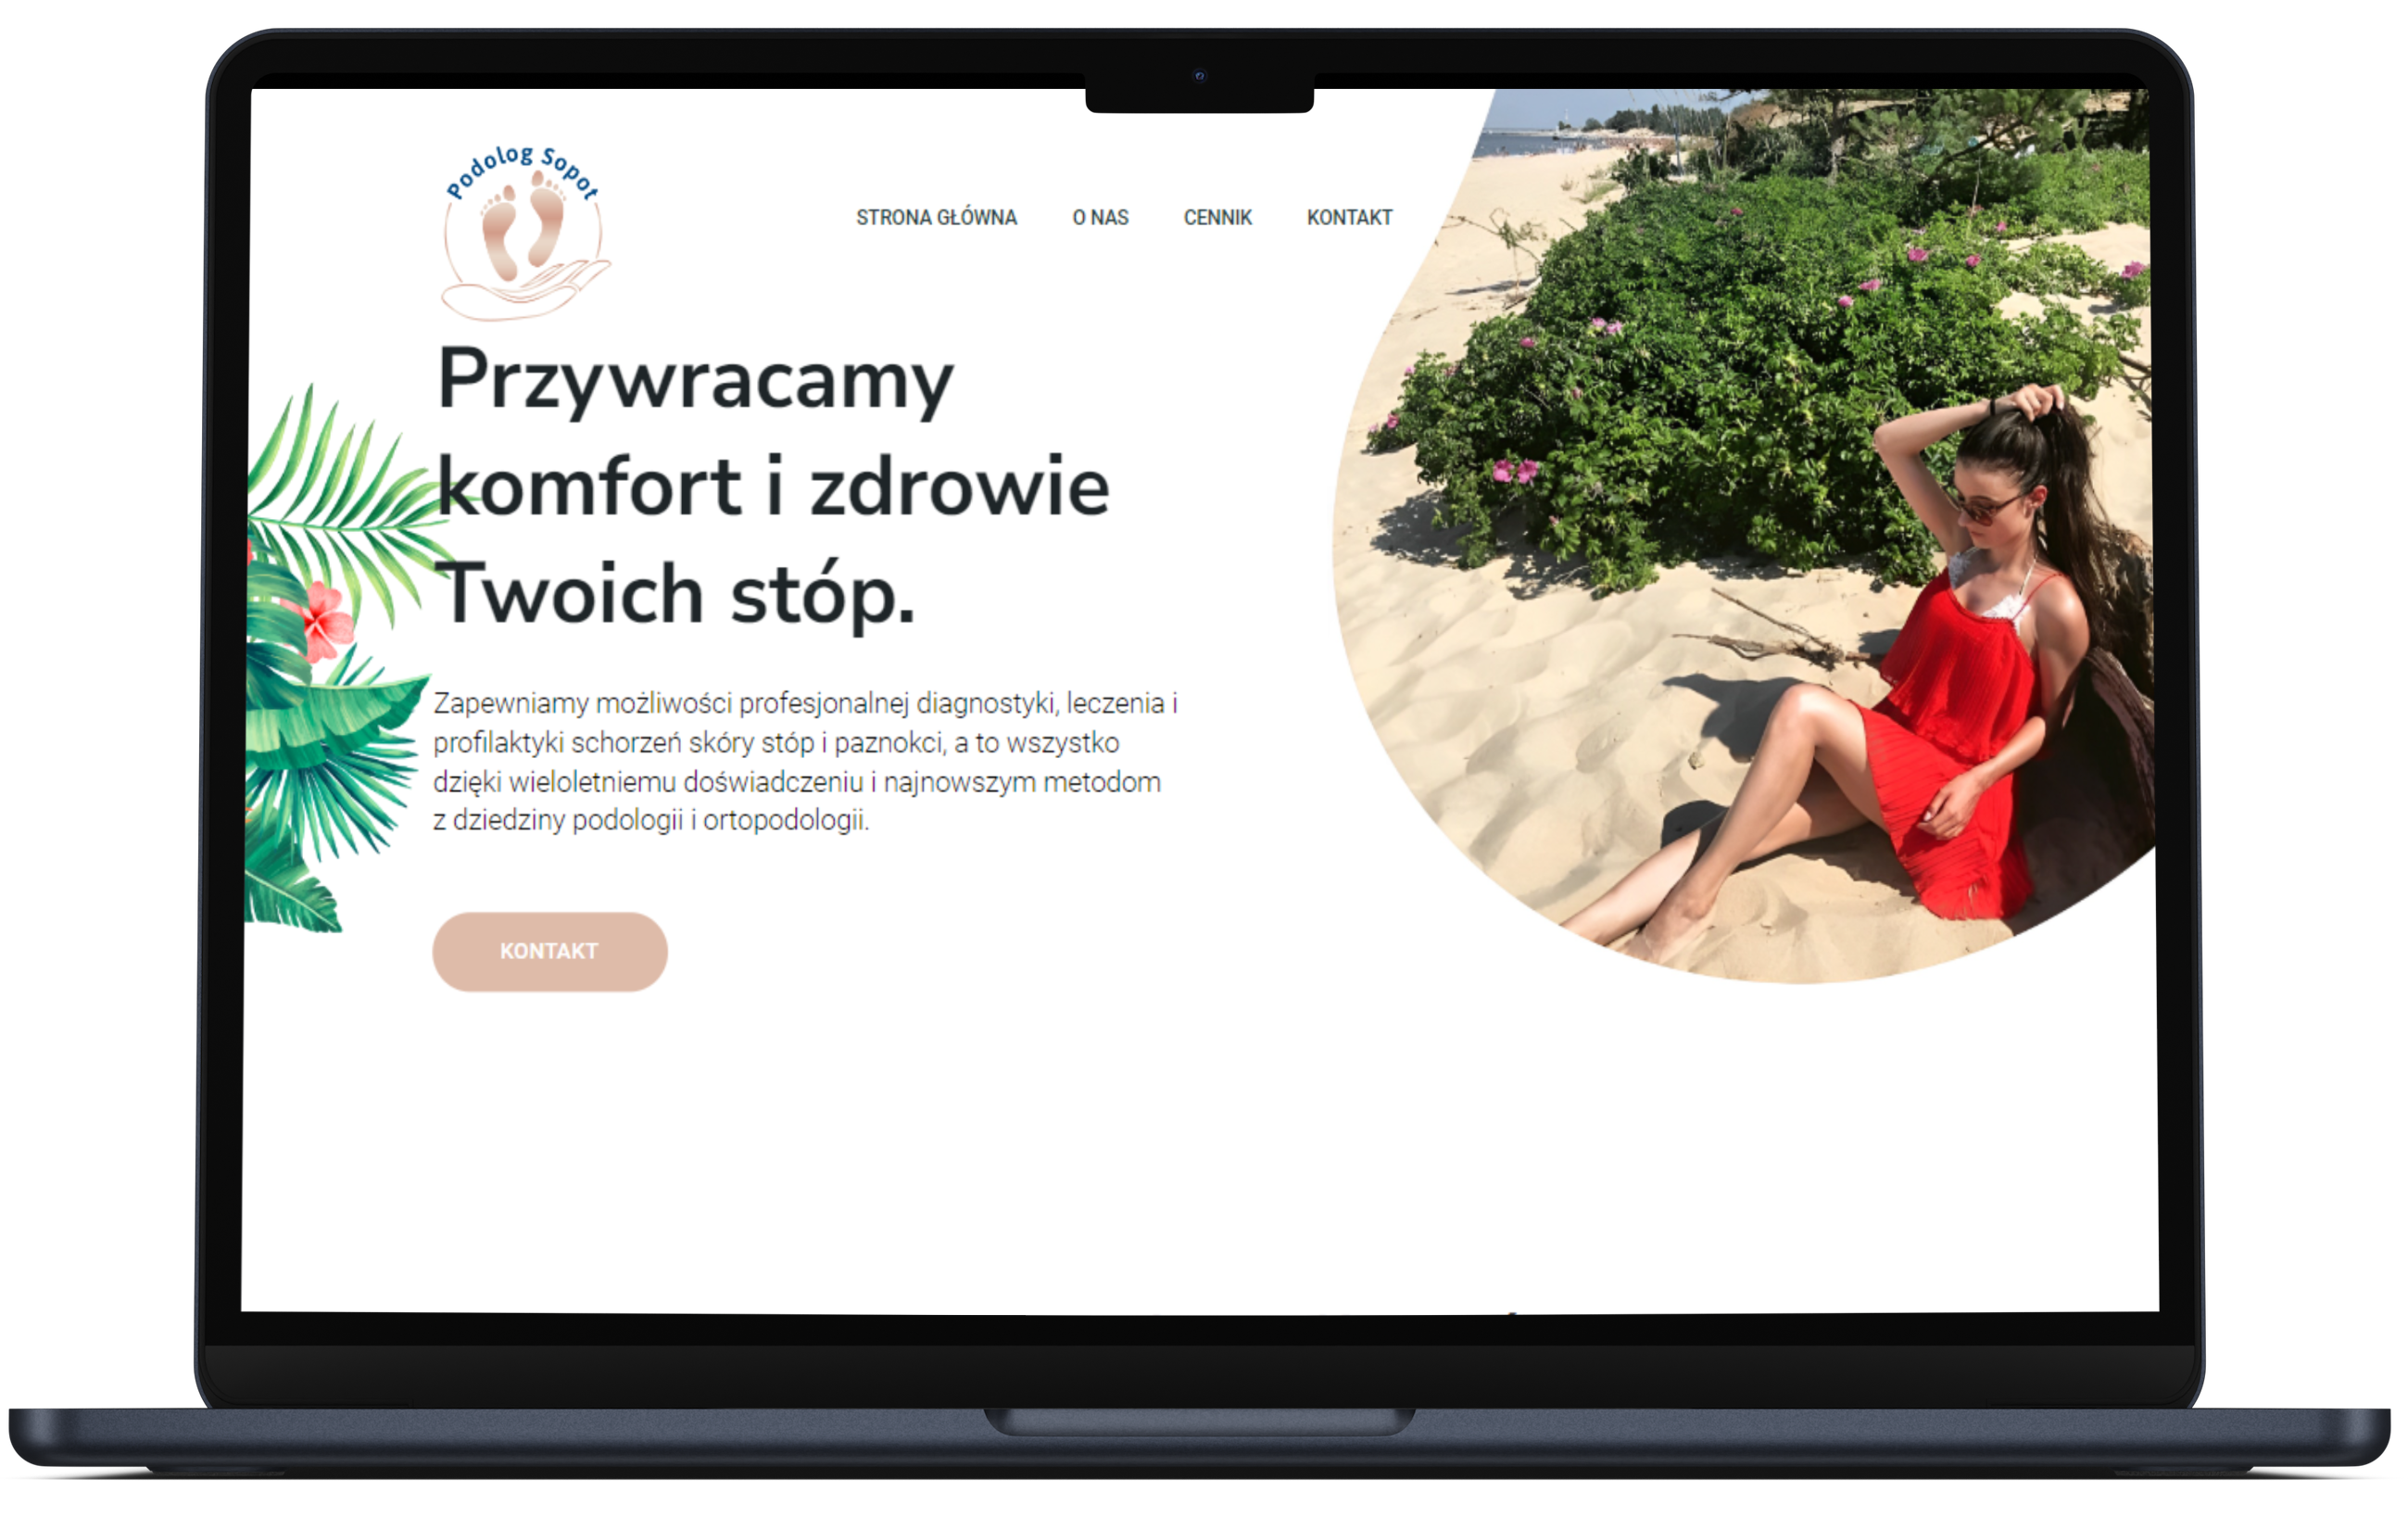 Podolog Sopot
STRONA GŁÓWNA O NAS CENNIK KONTAKT
Przywracamy
komfort i zdrowie
Twoich stóp.
Zapewniamy możliwości profesjonalnej diagnostyki, leczenia i
profilaktyki schorzeń skóry stóp i paznokci, a to wszystko
dzięki wieloletniemu doświadczeniu i najnowszym metodom
z dziedziny podologii i ortopodologii.
KONTAKT